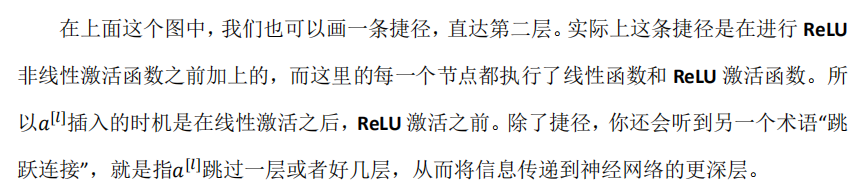 在上面这个图中，我们也可以画一条捷径，直达第二层。实际上这条捷径是在进行 ReLU
非线性激活函数之前加上的，而这里的每一个节点都执行了线性函数和 ReLU 激活函数。所
以a^{[l]}插入的时机是在线性激活之后，ReLU 激活之前。除了捷径，你还会听到另一个术语“跳
跃连接”，就是指a^{[l]}跳过一层或者好几层，从而将信息传递到神经网络的更深层。